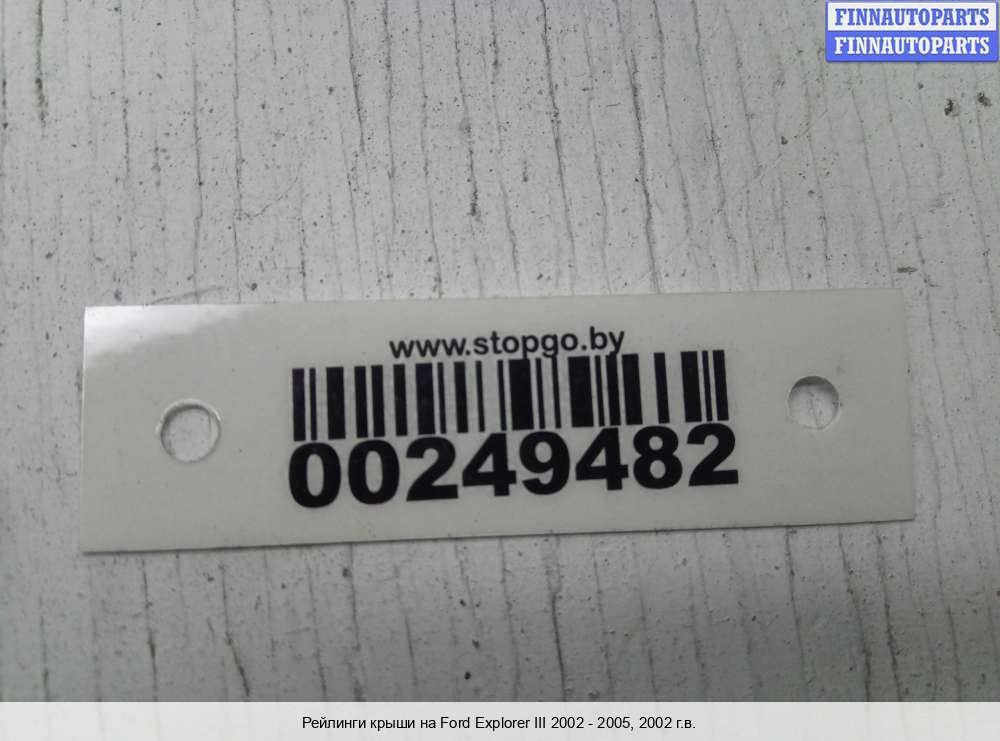 FINNAUTOPARTS
FINNAUTOPARTS
www.stopgo.by
00249482
Рейлинги крыши на Ford Explorer III 2002 - 2005, 2002 г.в.